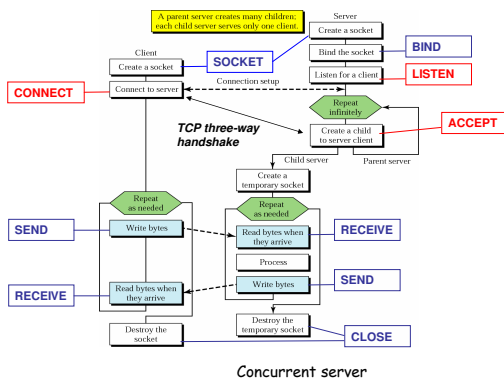 A parent server creates many children;
each child server serves only one client.
Server
Create a socket
Client
Create a socket
SOCKET
Bind the socket
BIND
Listen for a client
LISTEN
CONNECT
Connect to server
Connection setup
Repeat
infinitely
TCP three-way
handshake
Create a child
to server client
ACCEPT
Child server
Parent server
Create a
temporary socket
Repeat
as needed
Repeat
as needed
SEND
Write bytes
Read bytes when
they arrive
RECEIVE
Process
RECEIVE
Read bytes when
they arrive
Write bytes
SEND
Destroy the
socket
Destroy the
temporary socket
CLOSE
Concurrent server